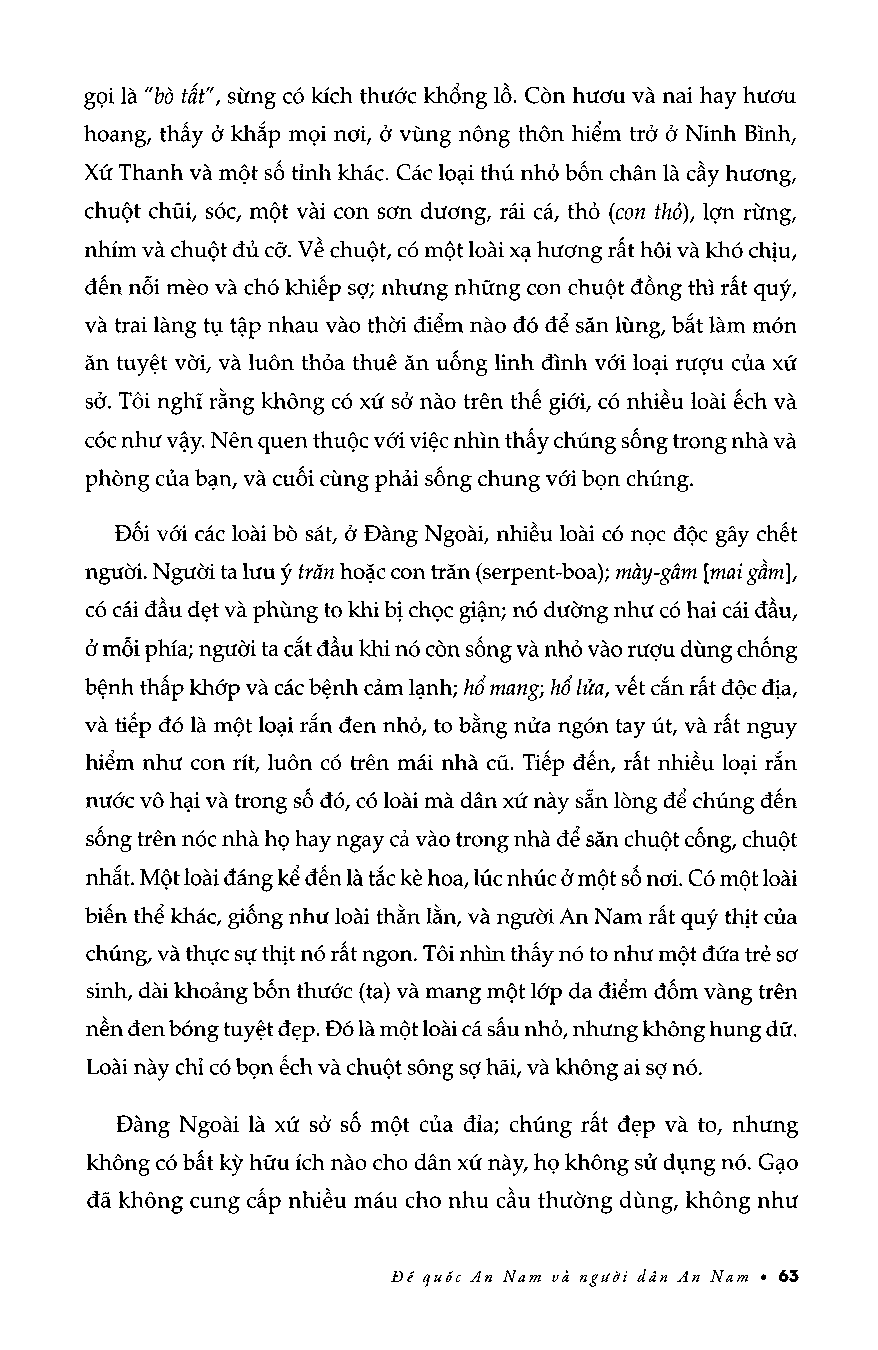 gọi là "bò tất", sừng có kích thước khổng lồ. Còn hươu và nai hay hươu
hoang, thấy ở khắp mọi nơi, ở vùng nông thôn hiểm trở ở Ninh Bình,
Xứ Thanh và một số tỉnh khác. Các loại thú nhỏ bốn chân là cầy hương,
chuột chũi, sóc, một vài con sơn dương, rái cá, thỏ (con thỏ), lợn rừng,
nhím và chuột đủ cỡ. Về chuột, có một loài xạ hương rất hôi và khó chịu,
đến nỗi mèo và chó khiếp sợ; nhưng những con chuột đồng thì rất quý,
và trai làng tụ tập nhau vào thời điểm nào đó để săn lùng, bắt làm món
ăn tuyệt vời, và luôn thỏa thuê ăn uống linh đình với loại rượu của xứ
sở. Tôi nghĩ rằng không có xứ sở nào trên thế giới, có nhiều loài ếch và
cóc như vậy. Nên quen thuộc với việc nhìn thấy chúng sống trong nhà và
phòng của bạn, và cuối cùng phải sống chung với bọn chúng.
Đối với các loài bò sát, ở Đàng Ngoài, nhiều loài có nọc độc gây chết
người. Người ta lưu ý trăn hoặc con trăn (serpent-boa); mày-gâm [mai gầm],
có cái đầu dẹt và phùng to khi bị chọc giận; nó dường như có hai cái đầu,
ở mỗi phía; người ta cắt đầu khi nó còn sống và nhỏ vào rượu dùng chống
bệnh thấp khớp và các bệnh cảm lạnh; hổ mang; hổ lửa, vết cắn rất độc địa,
và tiếp đó là một loại rắn đen nhỏ, to bằng nửa ngón tay út, và rất nguy
hiểm như con rít, luôn có trên mái nhà cũ. Tiếp đến, rất nhiều loại rắn
nước vô hại và trong số đó, có loài mà dân xứ này sẵn lòng để chúng đến
sống trên nóc nhà họ hay ngay cả vào trong nhà để săn chuột cống, chuột
nhắt. Một loài đáng kể đến là tắc kè hoa, lúc nhúc ở một số nơi. Có một loài
biến thể khác, giống như loài thằn lằn, và người An Nam rất quý thịt của
chúng, và thực sự thịt nó rất ngon. Tôi nhìn thấy nó to như một đứa trẻ sơ
sinh, dài khoảng bốn thước (ta) và mang một lớp da điểm đốm vàng trên
nền đen bóng tuyệt đẹp. Đó là một loài cá sấu nhỏ, nhưng không hung dữ.
Loài này chỉ có bọn ếch và chuột sông sợ hãi, và không ai sợ nó.
Đàng Ngoài là xứ sở số một của đỉa; chúng rất đẹp và to, nhưng
không có bất kỳ hữu ích nào cho dân xứ này, họ không sử dụng nó. Gạo
đã không cung cấp nhiều máu cho nhu cầu thường dùng, không như
Đế quốc An Nam và người dân An Nam • 63